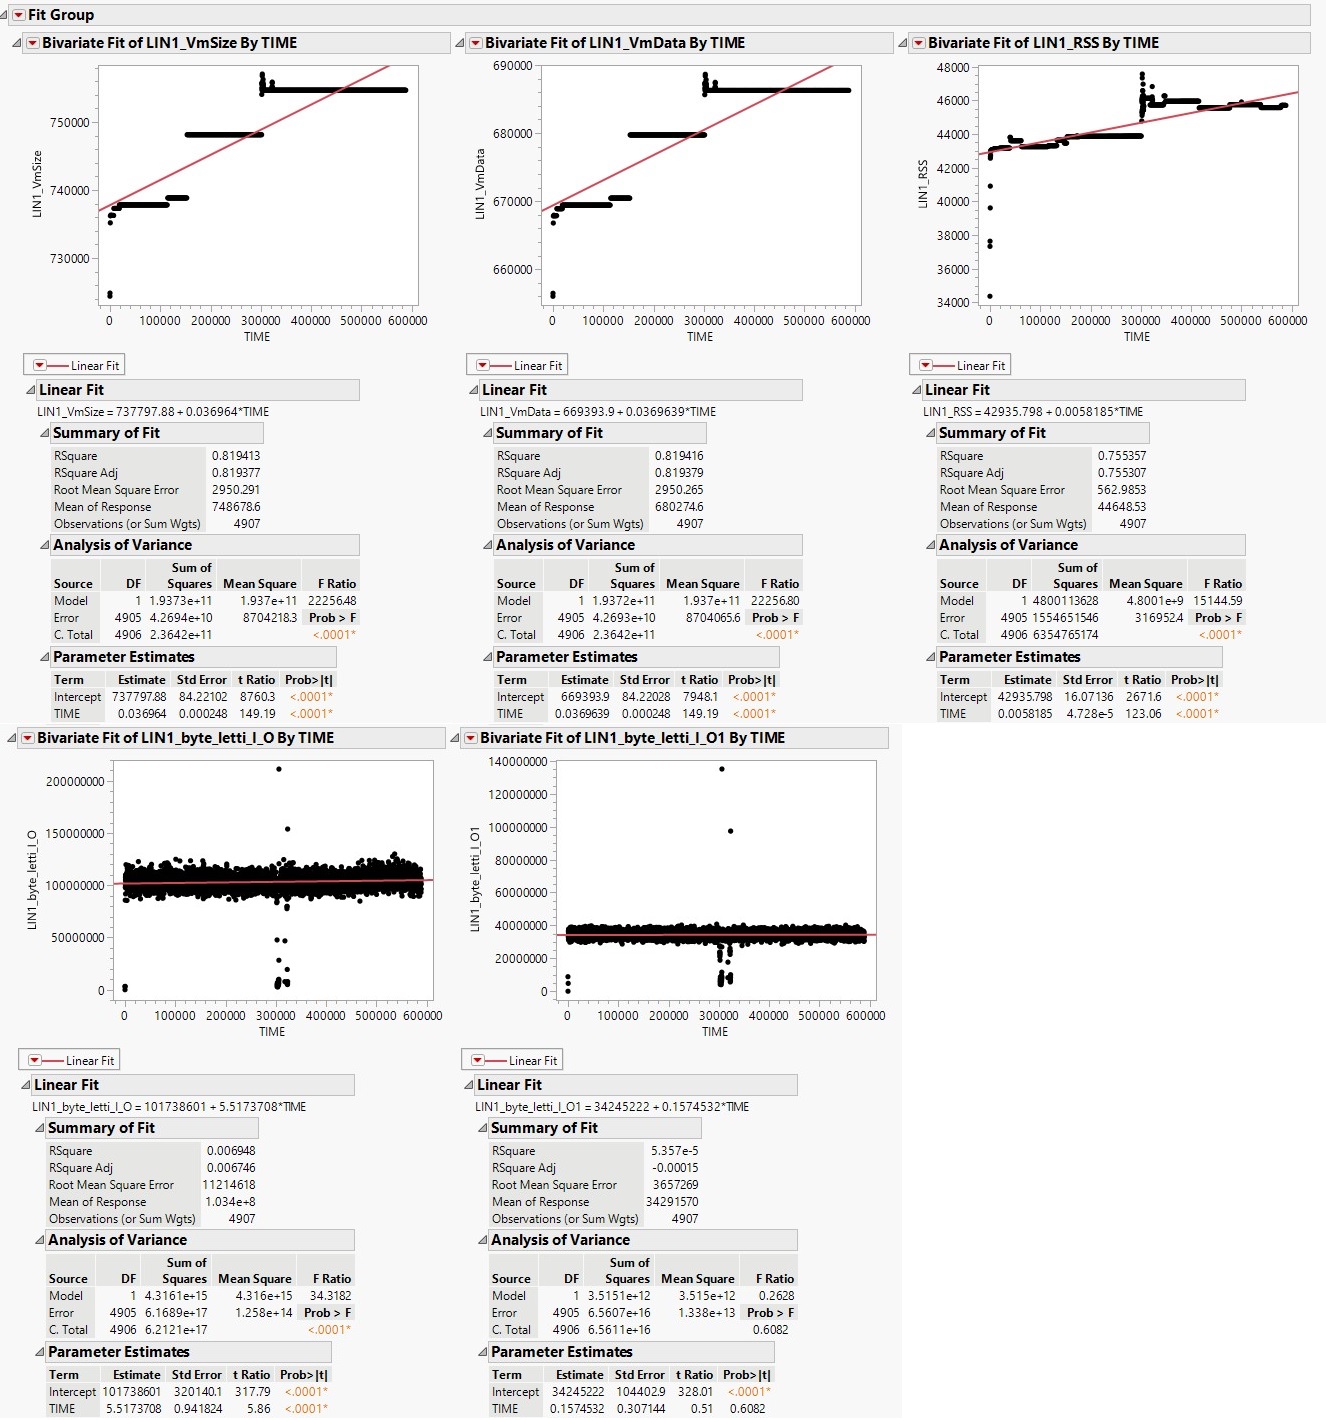 Fit Group
Bivariate Fit of LIN1_VmSize By TIME
LIN1_VmSize
750000
740000
730000
0 100000 200000 300000 400000 500000 600000
TIME
Linear Fit
Linear Fit
LIN1_VmSize = 737797.88 + 0.036964*TIME
Summary of Fit
RSquare 0.819413
RSquare Adj 0.819377
Root Mean Square Error 2950.291
Mean of Response 748678.6
Observations (or Sum Wgts) 4907
Analysis of Variance
Sum of
Source DF Squares Mean Square F Ratio
Model 1 1.9373e+11 1.937e+11 22256.48
Error 4905 4.2694e+10 8704218.3 Prob > F
C. Total 4906 2.3642e+11 <.0001*
Parameter Estimates
Term Estimate Std Error t Ratio Prob>|t|
Intercept 737797.88 84.22102 8760.3 <.0001*
TIME 0.036964 0.000248 149.19 <.0001*
Bivariate Fit of LIN1_VmData By TIME
LIN1_VmData
690000
680000
670000
660000
0 100000 200000 300000 400000 500000 600000
TIME
Linear Fit
Linear Fit
LIN1_VmData = 669393.9 + 0.0369639*TIME
Summary of Fit
RSquare 0.819416
RSquare Adj 0.819379
Root Mean Square Error 2950.265
Mean of Response 680274.6
Observations (or Sum Wgts) 4907
Analysis of Variance
Sum of
Source DF Squares Mean Square F Ratio
Model 1 1.9372e+11 1.937e+11 22256.80
Error 4905 4.2693e+10 8704065.6 Prob > F
C. Total 4906 2.3642e+11 <.0001*
Parameter Estimates
Term Estimate Std Error t Ratio Prob>|t|
Intercept 669393.9 84.22028 7948.1 <.0001*
TIME 0.0369639 0.000248 149.19 <.0001*
Bivariate Fit of LIN1_RSS By TIME
LIN1_RSS
48000
46000
44000
42000
40000
38000
36000
34000
0 100000 200000 300000 400000 500000 600000
TIME
Linear Fit
Linear Fit
LIN1_RSS = 42935.798 + 0.0058185*TIME
Summary of Fit
RSquare 0.755357
RSquare Adj 0.755307
Root Mean Square Error 562.9853
Mean of Response 44648.53
Observations (or Sum Wgts) 4907
Analysis of Variance
Sum of
Source DF Squares Mean Square F Ratio
Model 1 4800113628 4.8001e+9 15144.59
Error 4905 1554651546 316952.4 Prob > F
C. Total 4906 6354765174 <.0001*
Parameter Estimates
Term Estimate Std Error t Ratio Prob>|t|
Intercept 42935.798 16.07136 2671.6 <.0001*
TIME 0.0058185 4.728e-5 123.06 <.0001*
Bivariate Fit of LIN1_byte_letti_I_O By TIME
LIN1_byte_letti_I_O
200000000
150000000
100000000
50000000
0
0 100000 200000 300000 400000 500000 600000
TIME
Linear Fit
Linear Fit
LIN1_byte_letti_I_O = 101738601 + 5.5173708*TIME
Summary of Fit
RSquare 0.006948
RSquare Adj 0.006746
Root Mean Square Error 11214618
Mean of Response 1.034e+8
Observations (or Sum Wgts) 4907
Analysis of Variance
Sum of
Source DF Squares Mean Square F Ratio
Model 1 4.3161e+15 4.316e+15 34.3182
Error 4905 6.1689e+17 1.258e+14 Prob > F
C. Total 4906 6.2121e+17 <.0001*
Parameter Estimates
Term Estimate Std Error t Ratio Prob>|t|
Intercept 101738601 320140.1 317.79 <.0001*
TIME 5.5173708 0.941824 5.86 <.0001*
Bivariate Fit of LIN1_byte_letti_I_O1 By TIME
LIN1_byte_letti_I_O1
140000000
120000000
100000000
80000000
60000000
40000000
20000000
0
0 100000 200000 300000 400000 500000 600000
TIME
Linear Fit
Linear Fit
LIN1_byte_letti_I_O1 = 34245222 + 0.1574532*TIME
Summary of Fit
RSquare 5.357e-5
RSquare Adj -0.00015
Root Mean Square Error 3657269
Mean of Response 34291570
Observations (or Sum Wgts) 4907
Analysis of Variance
Sum of
Source DF Squares Mean Square F Ratio
Model 1 3.5151e+12 3.515e+12 0.2628
Error 4905 6.5607e+16 1.338e+13 Prob > F
C. Total 4906 6.5611e+16 0.6082
Parameter Estimates
Term Estimate Std Error t Ratio Prob>|t|
Intercept 34245222 104402.9 328.01 <.0001*
TIME 0.1574532 0.307144 0.51 0.6082